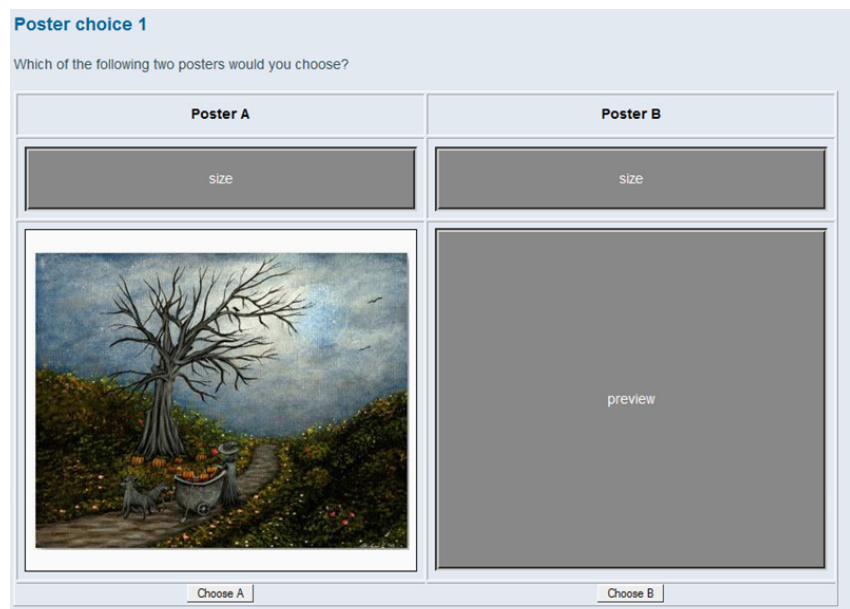 Poster choice 1
Which of the following two posters would you choose?
Poster A
Poster B
size
size
preview
Choose A
Choose B